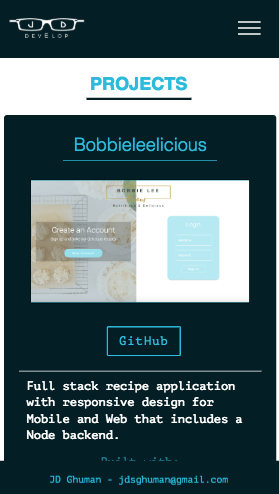 J D
DEVELOP
PROJECTS
Bobbieleelicious
BOBBIE LEE
Create an Account
Login
GitHub
Full stack recipe application
with responsive design for
Mobile and Web that includes a
Node backend.
Built with:
JD Ghuman - jdsghuman@gmail.com